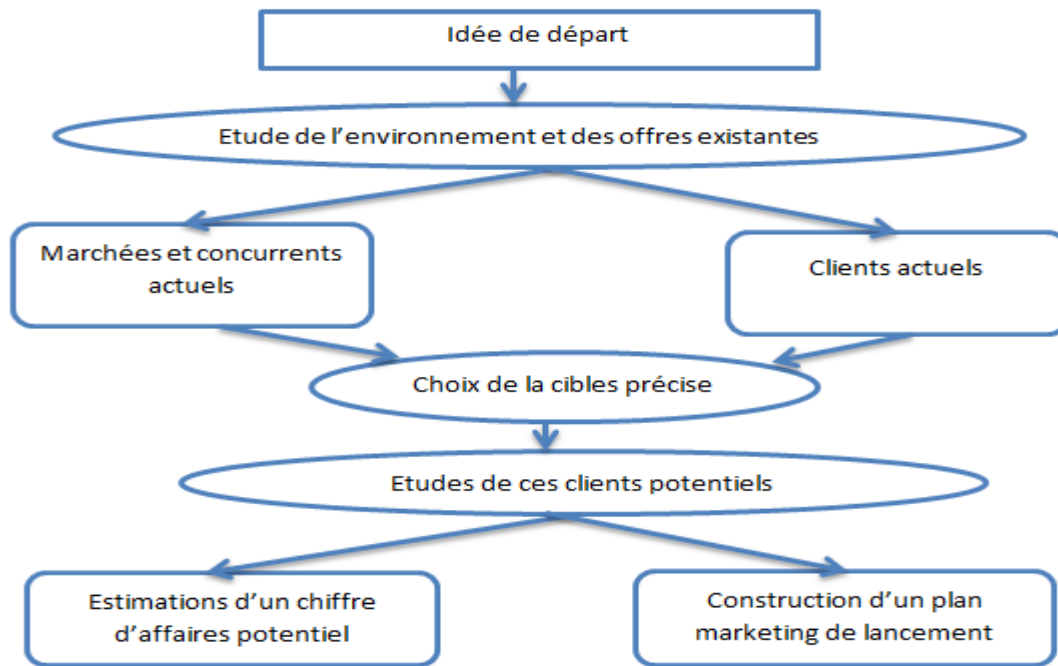 Idée de départ
Etude de l’environnement et des offres existantes
Marchées et concurrents
actuels
Clients actuels
Choix de la cibles précise
Etudes de ces clients potentiels
Estimations d’un chiffre
d’affaires potentiel
Construction d’un plan
marketing de lancement